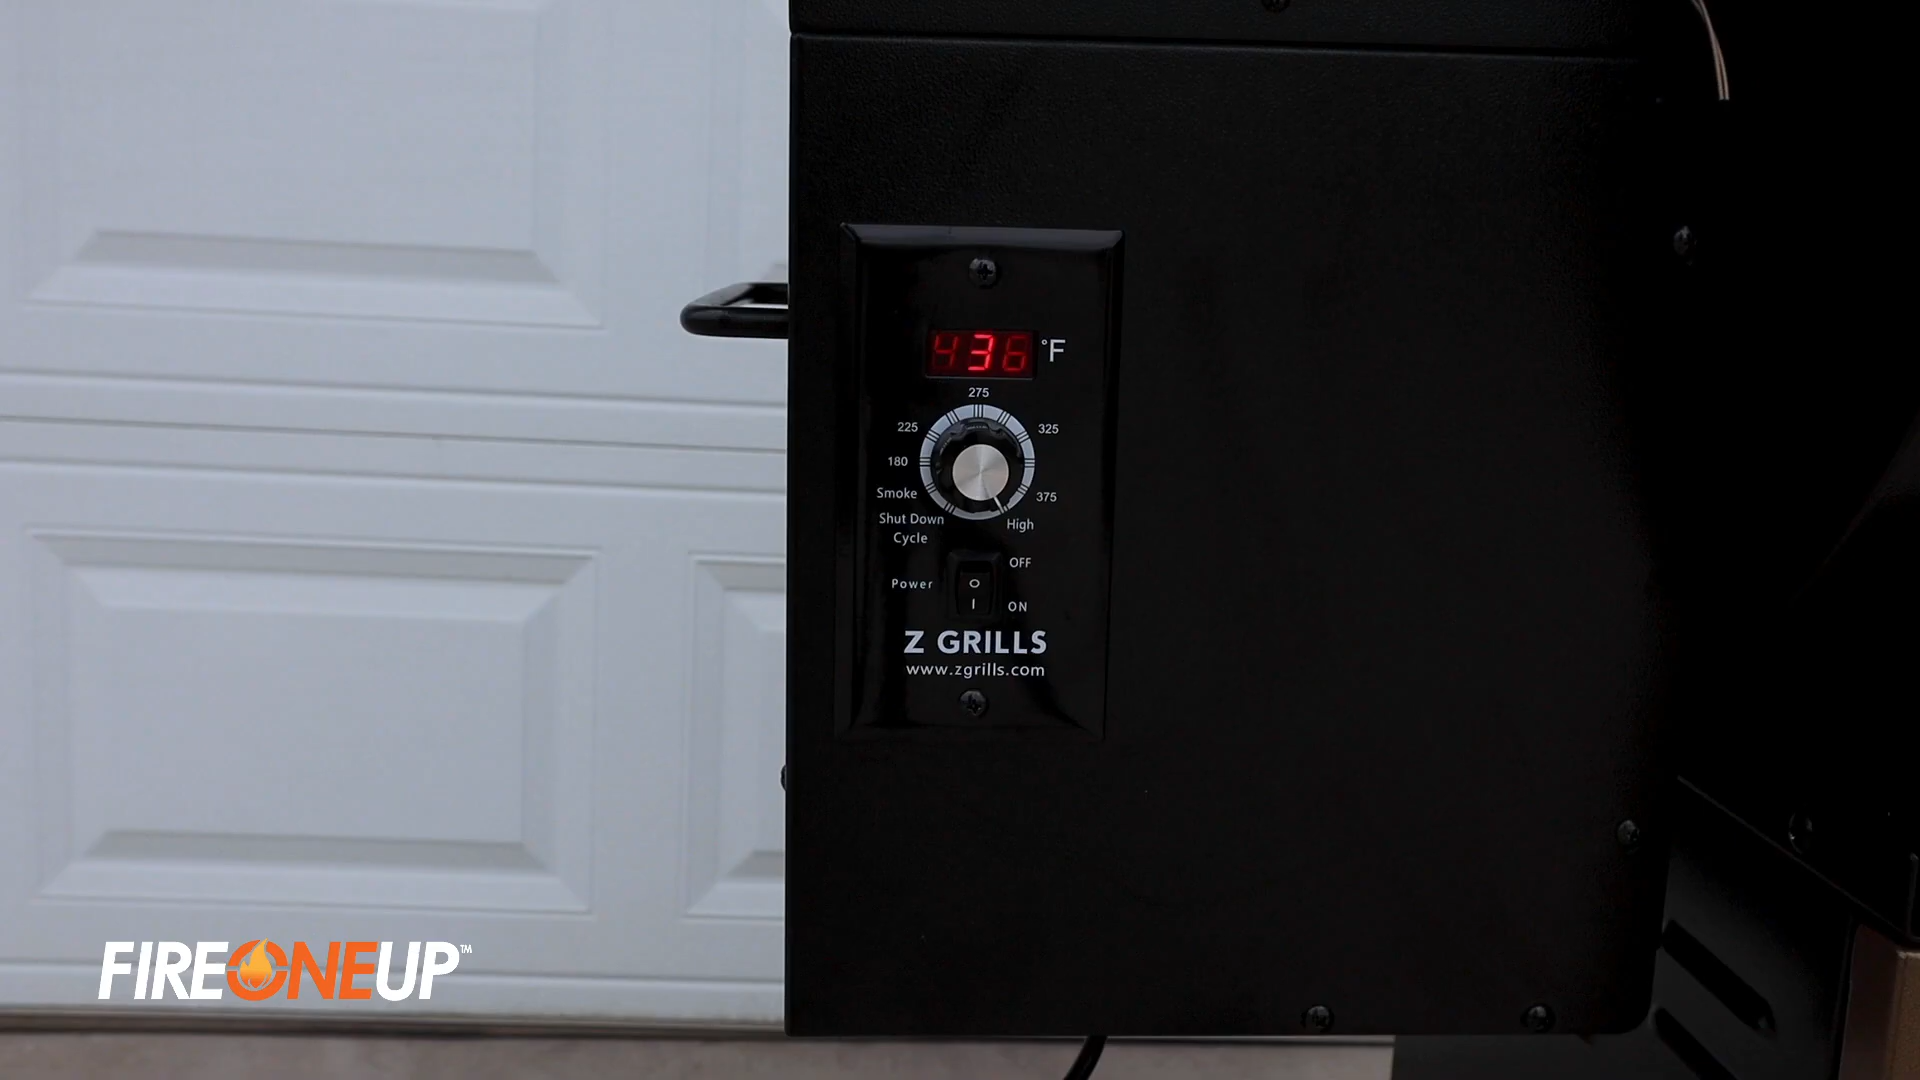 436 °F
275
225
325
180
Smoke
375
Shut Down
Cycle
High
OFF
Power
O
I
ON
Z GRILLS
www.zgrills.com
FIREONEUP™